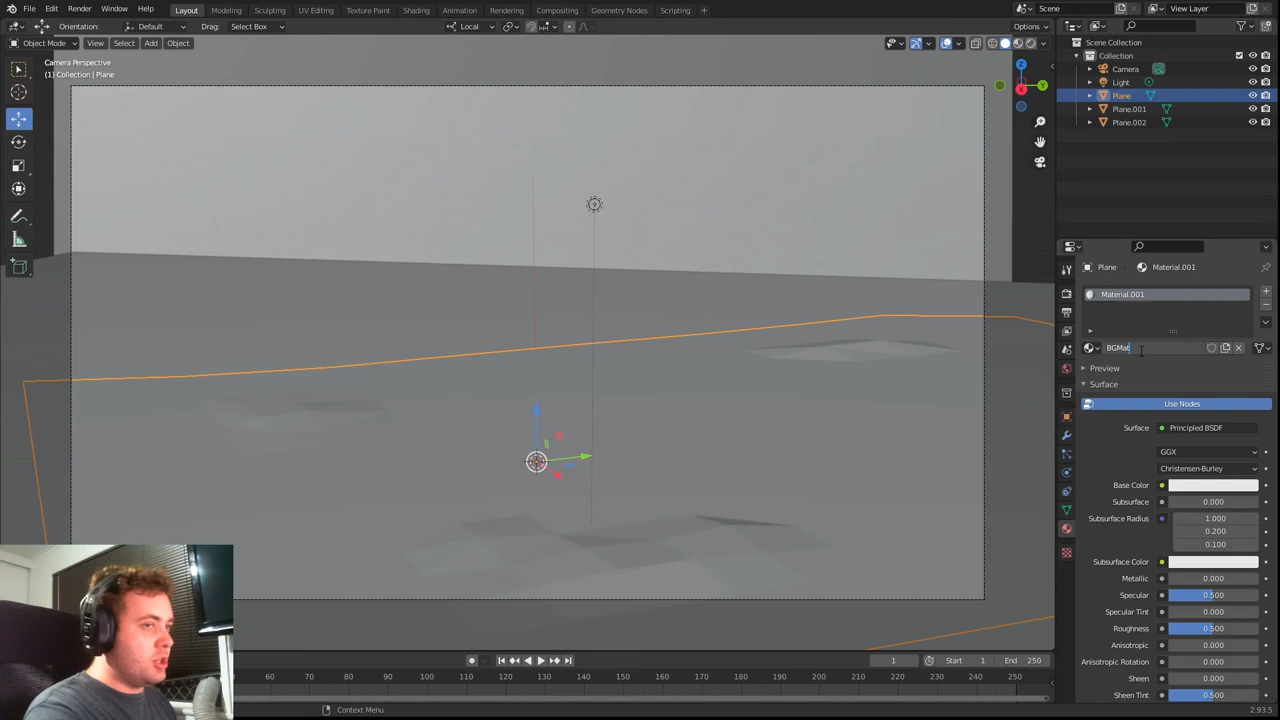 File Edit Render Window Help Layout Modeling Sculpting UV Editing Texture Paint Shading Animation Rendering Compositing Geometry Nodes Scripting Scene View Layer
Orientation: Default Drag: Select Box Local Options
Object Mode View Select Add Object
Camera Perspective
(1) Collection | Plane
Z
Y
X
Scene Collection
Collection
Camera
Light
Plane
Plane.001
Plane.002
Plane Material.001
Material.001
BGMat
Preview
Surface
Use Nodes
Surface Principled BSDF
GGX
Christensen-Burley
Base Color
Subsurface 0.000
Subsurface Radius 1.000
0.200
0.100
Subsurface Color
Metallic 0.000
Specular 0.500
Specular Tint 0.000
Roughness 0.500
Anisotropic 0.000
Anisotropic Rotation 0.000
Sheen 0.000
Sheen Tint 0.500
1 Start 1 End 250
60 70 80 90 100 110 120 130 140 150 160 170 180 190 200 210 220 230 240 250
Context Menu 2.93.5